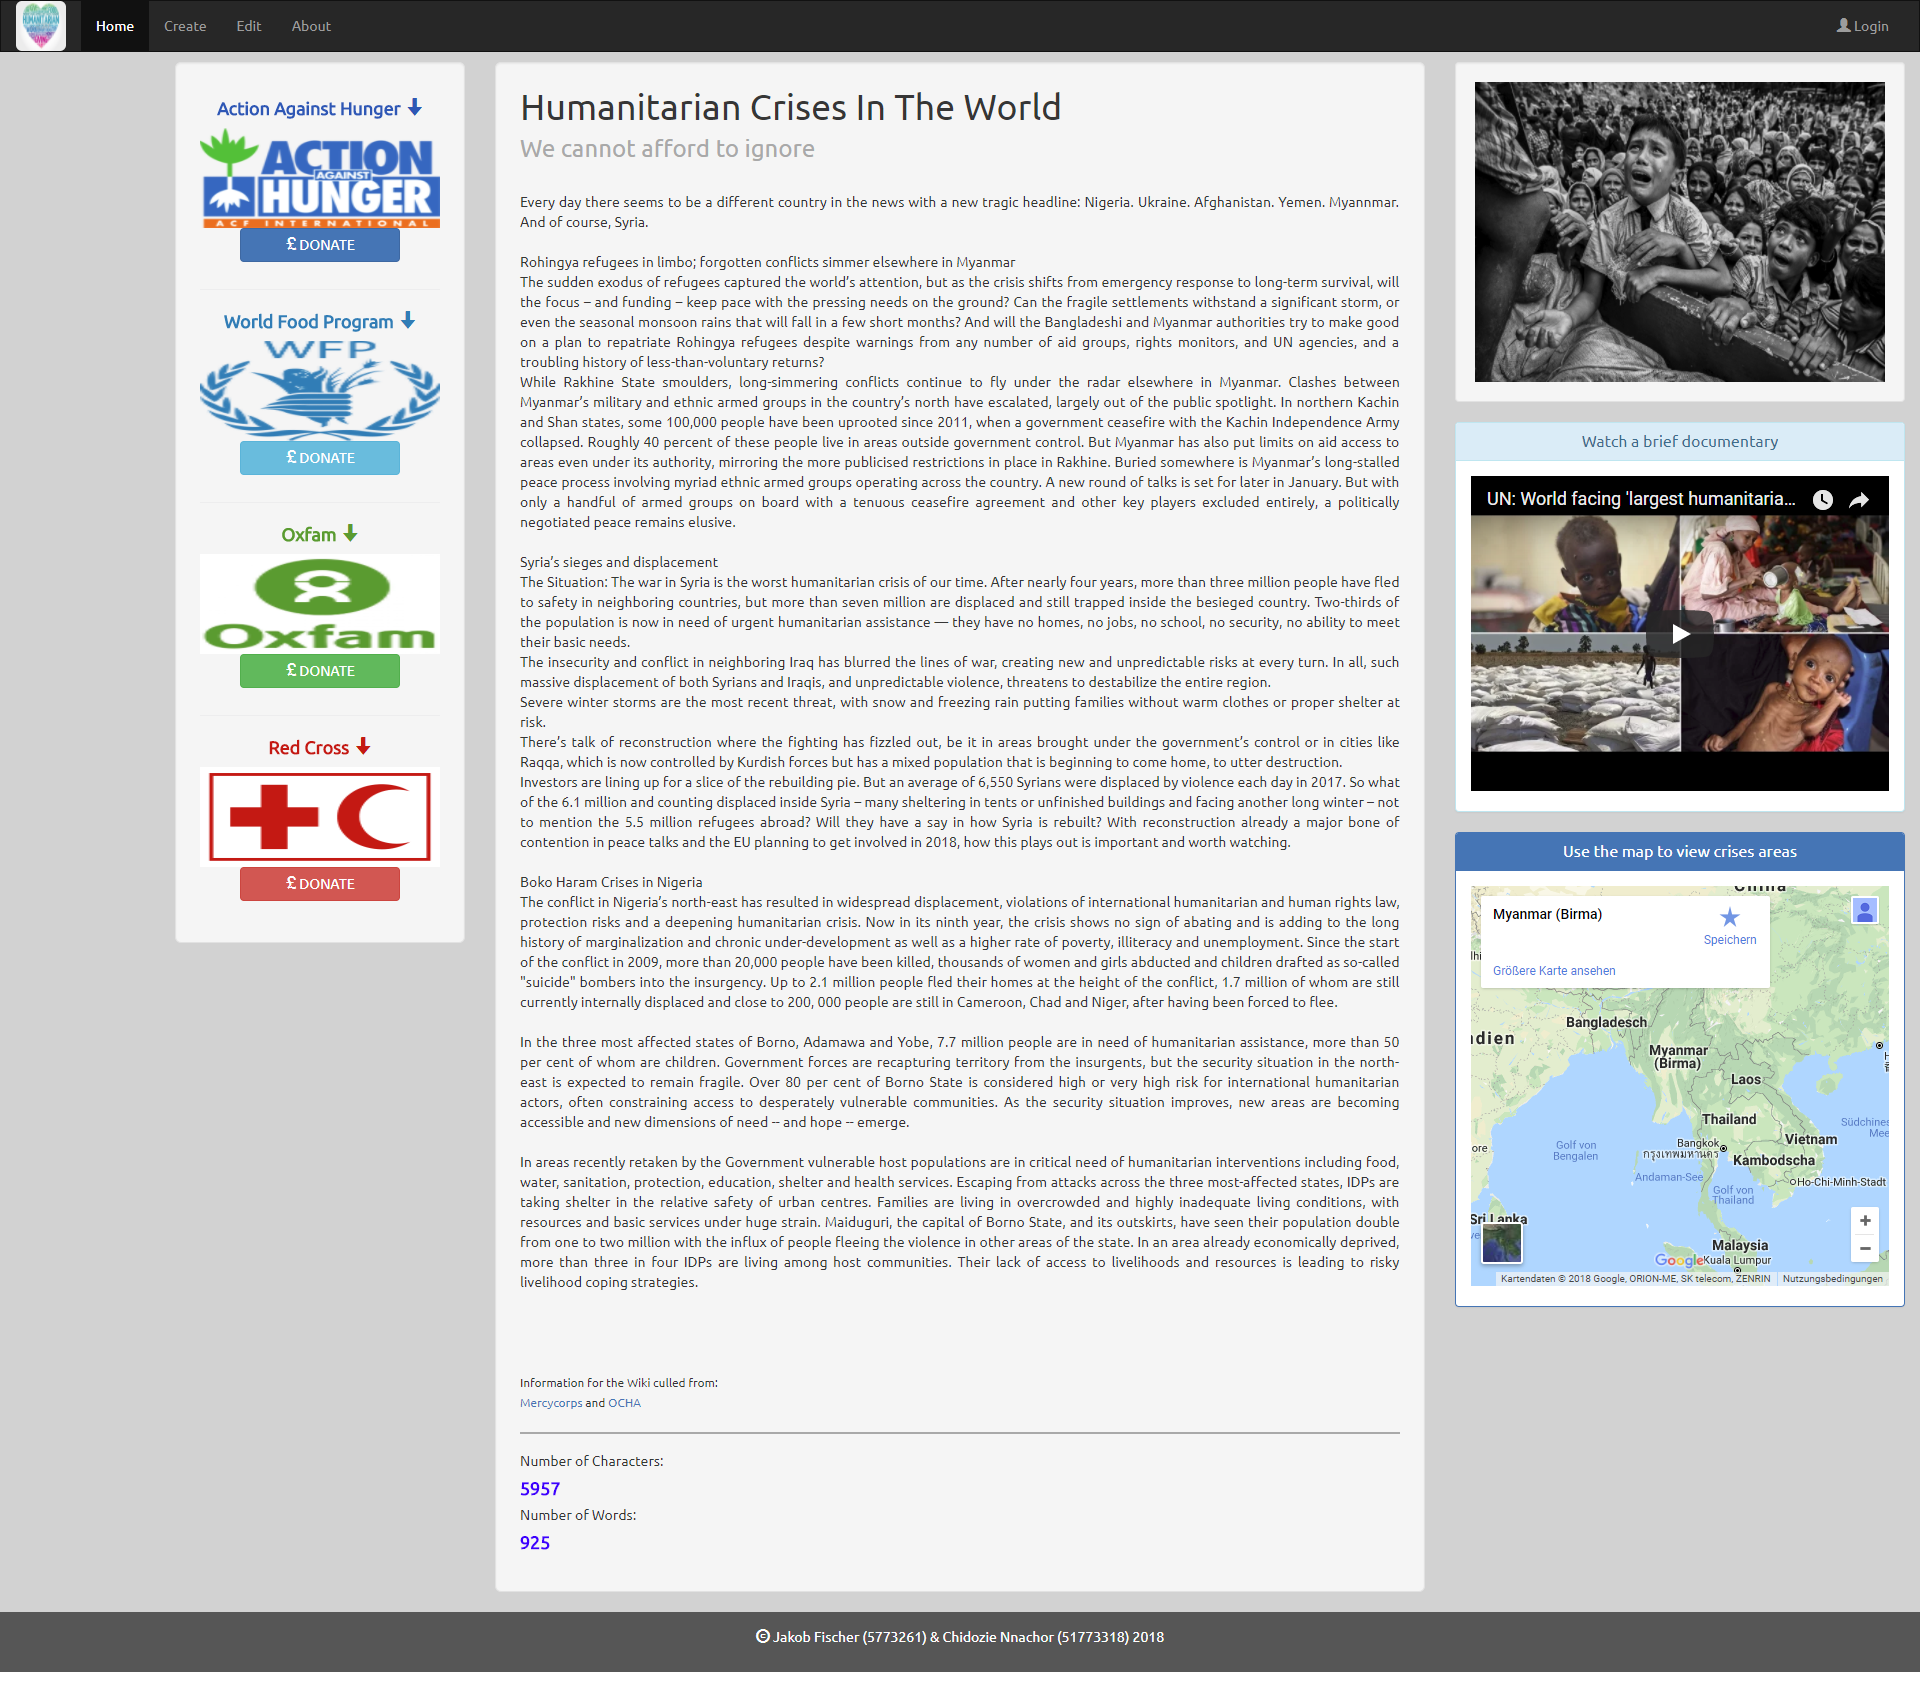 Home Create Edit About Login
Action Against Hunger
ACTION
AGAINST
HUNGER
ACF INTERNATIONAL
£ DONATE
World Food Program
WFP
£ DONATE
Oxfam
Oxfam
£ DONATE
Red Cross
£ DONATE
Humanitarian Crises In The World
We cannot afford to ignore
Every day there seems to be a different country in the news with a new tragic headline: Nigeria. Ukraine. Afghanistan. Yemen. Myannmar.
And of course, Syria.
Rohingya refugees in limbo; forgotten conflicts simmer elsewhere in Myanmar
The sudden exodus of refugees captured the world’s attention, but as the crisis shifts from emergency response to long-term survival, will
the focus – and funding – keep pace with the pressing needs on the ground? Can the fragile settlements withstand a significant storm, or
even the seasonal monsoon rains that will fall in a few short months? And will the Bangladeshi and Myanmar authorities try to make good
on a plan to repatriate Rohingya refugees despite warnings from any number of aid groups, rights monitors, and UN agencies, and a
troubling history of less-than-voluntary returns?
While Rakhine State smoulders, long-simmering conflicts continue to fly under the radar elsewhere in Myanmar. Clashes between
Myanmar’s military and ethnic armed groups in the country’s north have escalated, largely out of the public spotlight. In northern Kachin
and Shan states, some 100,000 people have been uprooted since 2011, when a government ceasefire with the Kachin Independence Army
collapsed. Roughly 40 percent of these people live in areas outside government control. But Myanmar has also put limits on aid access to
areas even under its authority, mirroring the more publicised restrictions in place in Rakhine. Buried somewhere is Myanmar’s long-stalled
peace process involving myriad ethnic armed groups operating across the country. A new round of talks is set for later in January. But with
only a handful of armed groups on board with a tenuous ceasefire agreement and other key players excluded entirely, a politically
negotiated peace remains elusive.
Syria’s sieges and displacement
The Situation: The war in Syria is the worst humanitarian crisis of our time. After nearly four years, more than three million people have fled
to safety in neighboring countries, but more than seven million are displaced and still trapped inside the besieged country. Two-thirds of
the population is now in need of urgent humanitarian assistance — they have no homes, no jobs, no school, no security, no ability to meet
their basic needs.
The insecurity and conflict in neighboring Iraq has blurred the lines of war, creating new and unpredictable risks at every turn. In all, such
massive displacement of both Syrians and Iraqis, and unpredictable violence, threatens to destabilize the entire region.
Severe winter storms are the most recent threat, with snow and freezing rain putting families without warm clothes or proper shelter at
risk.
There’s talk of reconstruction where the fighting has fizzled out, be it in areas brought under the government’s control or in cities like
Raqqa, which is now controlled by Kurdish forces but has a mixed population that is beginning to come home, to utter destruction.
Investors are lining up for a slice of the rebuilding pie. But an average of 6,550 Syrians were displaced by violence each day in 2017. So what
of the 6.1 million and counting displaced inside Syria – many sheltering in tents or unfinished buildings and facing another long winter – not
to mention the 5.5 million refugees abroad? Will they have a say in how Syria is rebuilt? With reconstruction already a major bone of
contention in peace talks and the EU planning to get involved in 2018, how this plays out is important and worth watching.
Boko Haram Crises in Nigeria
The conflict in Nigeria’s north-east has resulted in widespread displacement, violations of international humanitarian and human rights law,
protection risks and a deepening humanitarian crisis. Now in its ninth year, the crisis shows no sign of abating and is adding to the long
history of marginalization and chronic under-development as well as a higher rate of poverty, illiteracy and unemployment. Since the start
of the conflict in 2009, more than 20,000 people have been killed, thousands of women and girls abducted and children drafted as so-called
"suicide" bombers into the insurgency. Up to 2.1 million people fled their homes at the height of the conflict, 1.7 million of whom are still
currently internally displaced and close to 200, 000 people are still in Cameroon, Chad and Niger, after having been forced to flee.
In the three most affected states of Borno, Adamawa and Yobe, 7.7 million people are in need of humanitarian assistance, more than 50
per cent of whom are children. Government forces are recapturing territory from the insurgents, but the security situation in the north-
east is expected to remain fragile. Over 80 per cent of Borno State is considered high or very high risk for international humanitarian
actors, often constraining access to desperately vulnerable communities. As the security situation improves, new areas are becoming
accessible and new dimensions of need -- and hope -- emerge.
In areas recently retaken by the Government vulnerable host populations are in critical need of humanitarian interventions including food,
water, sanitation, protection, education, shelter and health services. Escaping from attacks across the three most-affected states, IDPs are
taking shelter in the relative safety of urban centres. Families are living in overcrowded and highly inadequate living conditions, with
resources and basic services under huge strain. Maiduguri, the capital of Borno State, and its outskirts, have seen their population double
from one to two million with the influx of people fleeing the violence in other areas of the state. In an area already economically deprived,
more than three in four IDPs are living among host communities. Their lack of access to livelihoods and resources is leading to risky
livelihood coping strategies.
Information for the Wiki culled from:
Mercycorps and OCHA
Number of Characters:
5957
Number of Words:
925
Watch a brief documentary
UN: World facing 'largest humanitaria...
Use the map to view crises areas
China
Myanmar (Birma)
Speichern
Größere Karte ansehen
Bangladesch
dien
Myanmar
(Birma)
Laos
Thailand
Südchines
Mee
Vietnam
Golf von
Bengalen
Bangkok
กรุงเทพมหานคร
ore
Kambodscha
Andaman-See
Ho-Chi-Minh-Stadt
Golf von
Thailand
Sri Lanka
Malaysia
Google
Kuala Lumpur
Kartendaten © 2018 Google, ORION-ME, SK telecom, ZENRIN Nutzungsbedingungen
© Jakob Fischer (5773261) & Chidozie Nnachor (51773318) 2018